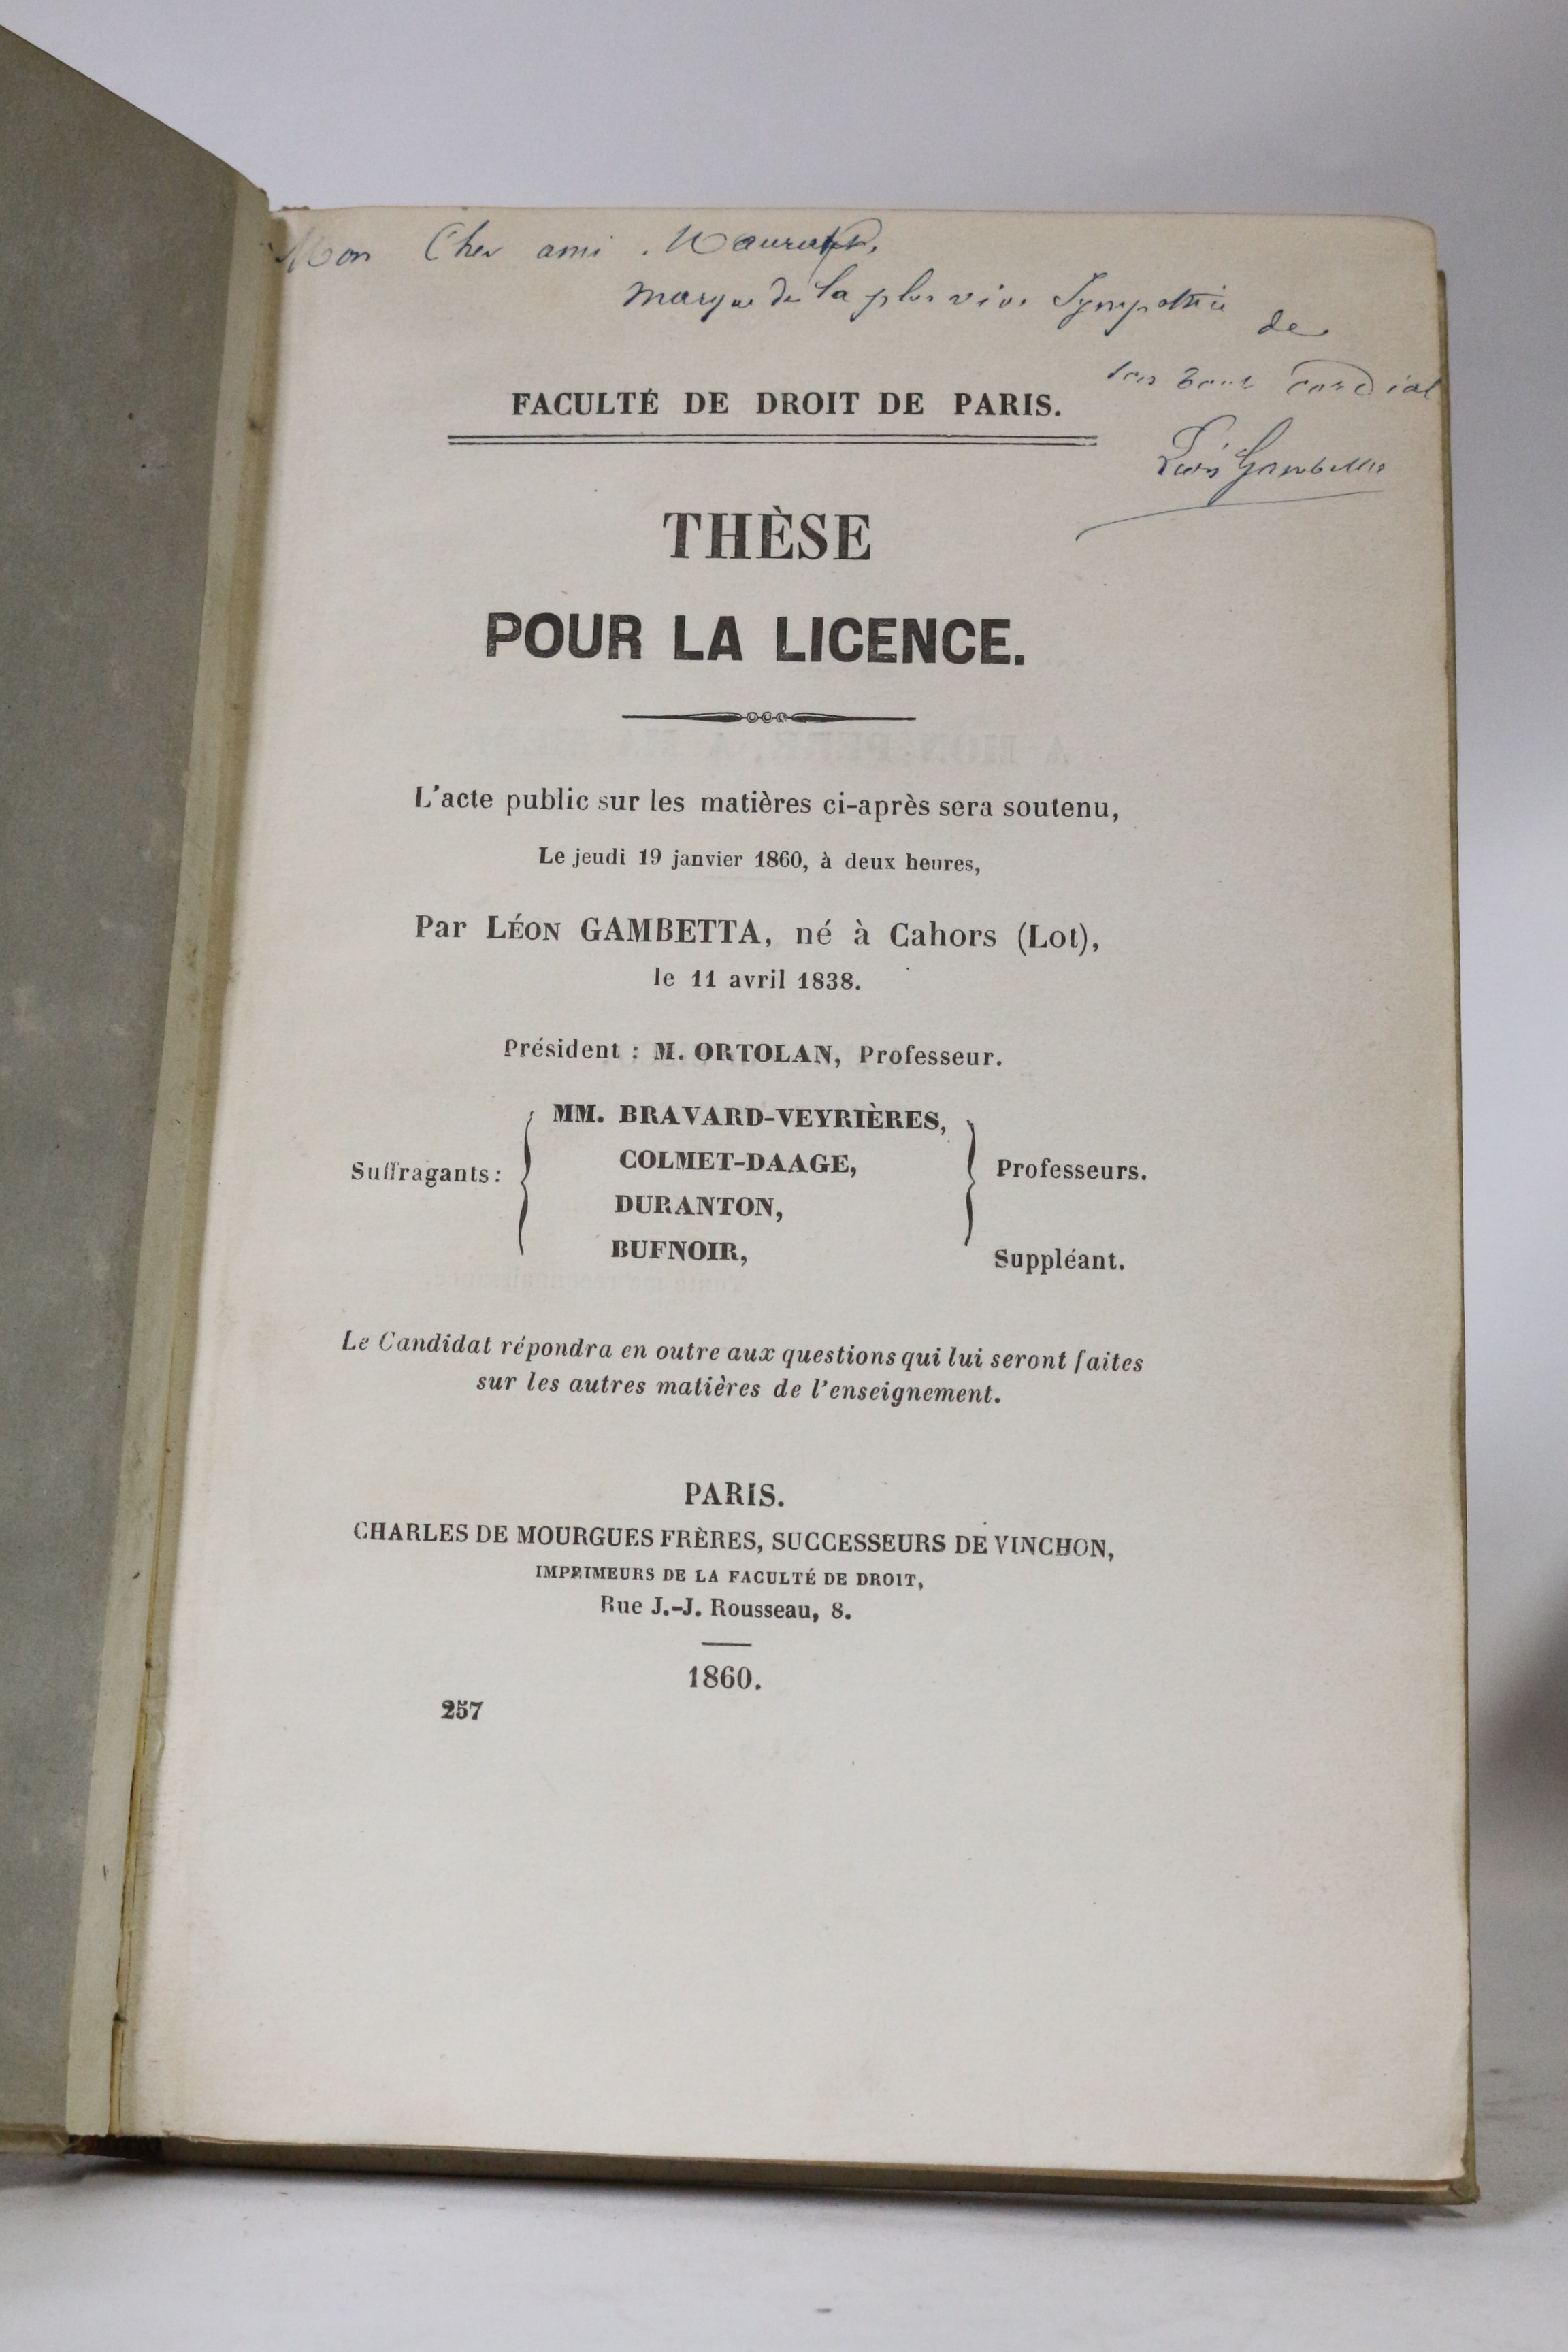 Mon Cher ami
marque de la plus vive Sympathie
de
son tout cordial
Léon Gambetta
FACULTÉ DE DROIT DE PARIS.
THÈSE
POUR LA LICENCE.
L'acte public sur les matières ci-après sera soutenu,
Le jeudi 19 janvier 1860, à deux heures,
Par LÉON GAMBETTA, né à Cahors (Lot),
le 11 avril 1838.
Président : M. ORTOLAN, Professeur.
MM. BRAVARD-VEYRIÈRES,
COLMET-DAAGE,
Suffragants: Professeurs.
DURANTON,
BUFNOIR, Suppléant.
Le Candidat répondra en outre aux questions qui lui seront faites
sur les autres matières de l'enseignement.
PARIS.
CHARLES DE MOURGUES FRÈRES, SUCCESSEURS DE VINCHON,
IMPRIMEURS DE LA FACULTÉ DE DROIT,
Rue J.-J. Rousseau, 8.
1860.
257